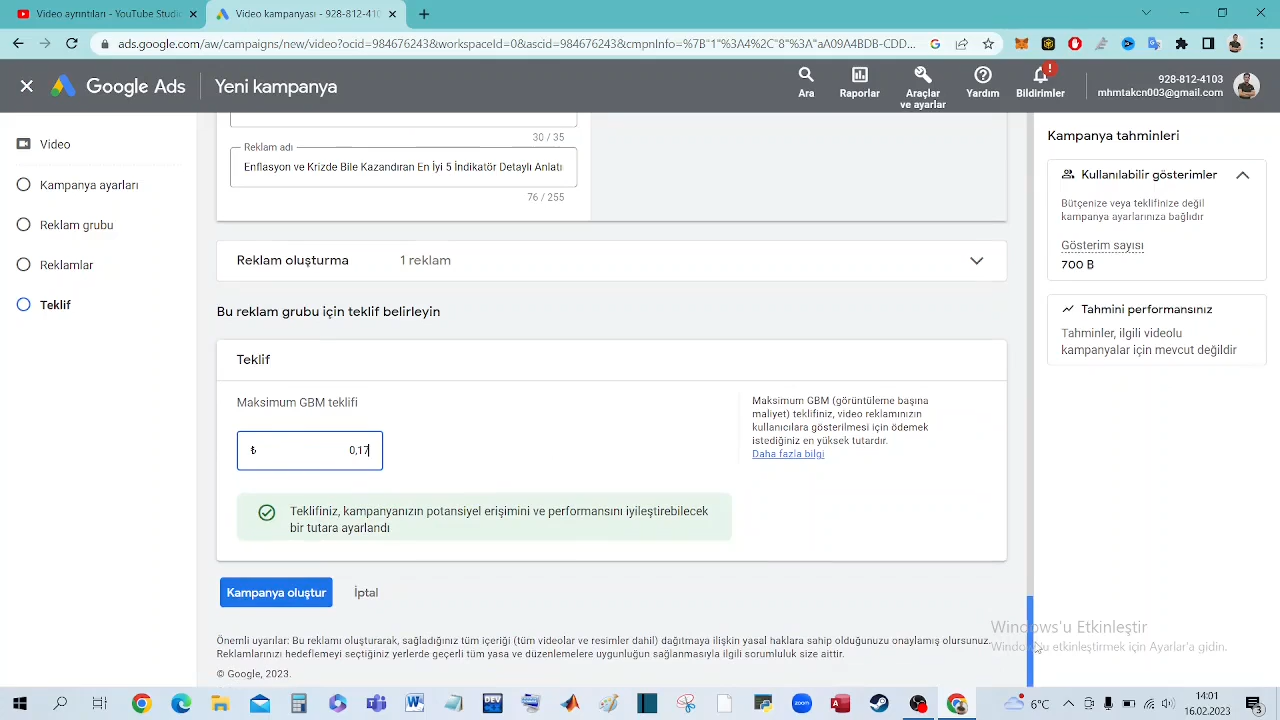 Video ayrıntıları - YouTube Studi
Video kampanyası - 928-812-410
ads.google.com/aw/campaigns/new/video?ocid=984676243&workspaceId=0&ascid=984676243&cmpnInfo=%7B"1"%3A4%2C"8"%3A"aA09A4BDB-CDD...
Google Ads
Yeni kampanya
Ara
Raporlar
Araçlar
ve ayarlar
Yardım
Bildirimler
928-812-4103
mhmtakcn003@gmail.com
Video
Kampanya ayarları
Reklam grubu
Reklamlar
Teklif
30 / 35
Reklam adı
Enflasyon ve Krizde Bile Kazandıran En İyi 5 İndikatör Detaylı Anlatı
76 / 255
Reklam oluşturma 1 reklam
Bu reklam grubu için teklif belirleyin
Teklif
Maksimum GBM teklifi
₺ 0,17
Teklifiniz, kampanyanızın potansiyel erişimini ve performansını iyileştirebilecek
bir tutara ayarlandı
Maksimum GBM (görüntüleme başına
maliyet) teklifiniz, video reklamınızın
kullanıcılara gösterilmesi için ödemek
istediğiniz en yüksek tutardır.
Daha fazla bilgi
Kampanya oluştur
İptal
Önemli uyarılar: Bu reklamı oluşturarak, sağladığınız tüm içeriği (tüm videolar ve resimler dahil) dağıtmaya ilişkin yasal haklara sahip olduğunuzu onaylamış olursunuz.
Reklamlarınızı hedeflemeyi seçtiğiniz yerlerde geçerli tüm yasa ve düzenlemelere uygunluğun sağlanmasıyla ilgili sorumluluk size aittir.
© Google, 2023.
Kampanya tahminleri
Kullanılabilir gösterimler
Bütçenize veya teklifinize değil
kampanya ayarlarınıza bağlıdır
Gösterim sayısı
700 B
Tahmini performansınız
Tahminler, ilgili videolu
kampanyalar için mevcut değildir
Windows'u Etkinleştir
Windows'u etkinleştirmek için Ayarlar'a gidin.
6°C
14:01
16.02.2023
3